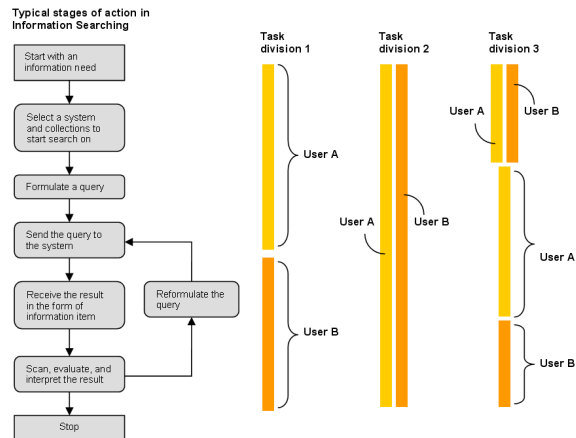 Typical stages of action in
Information Searching
Start with an
information need
Select a system
and collections to
start search on
Formulate a query
Send the query to
the system
Receive the result
in the form of
information item
Reformulate the
query
Scan, evaluate, and
interpret the result
Stop
Task
division 1
User A
User B
Task
division 2
User A
User B
Task
division 3
User A
User B
User A
User B